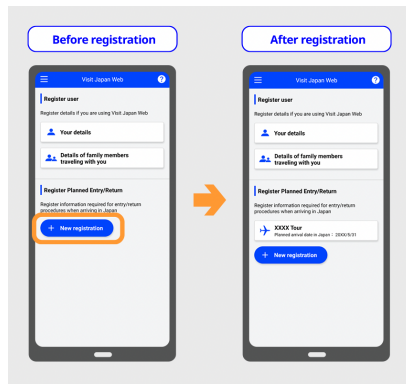 Before registration
Visit Japan Web
?
Register user
Register details if you are using Visit Japan Web
Your details
Details of family members
traveling with you
Register Planned Entry/Return
Register information required for entry/return
procedures when arriving in Japan
+ New registration
After registration
Visit Japan Web
?
Register user
Register details if you are using Visit Japan Web
Your details
Details of family members
traveling with you
Register Planned Entry/Return
Register information required for entry/return
procedures when arriving in Japan
XXXX Tour
Planned arrival date in Japan - 20XX/5/31
+ New registration